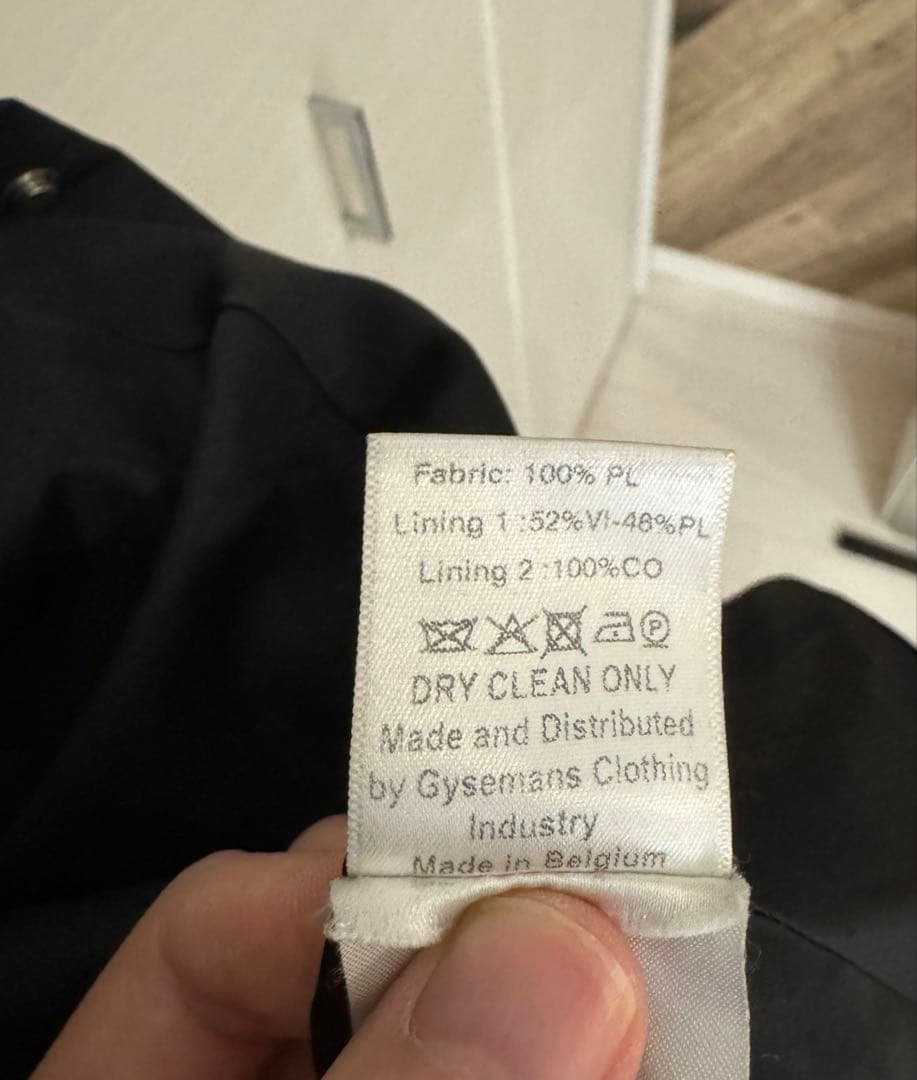 Fabric: 100% PL
Lining 1 :52%VI-48%PL
Lining 2 :100%CO
P
DRY CLEAN ONLY
Made and Distributed
by Gysemans Clothing
Industry
Made in Belgium